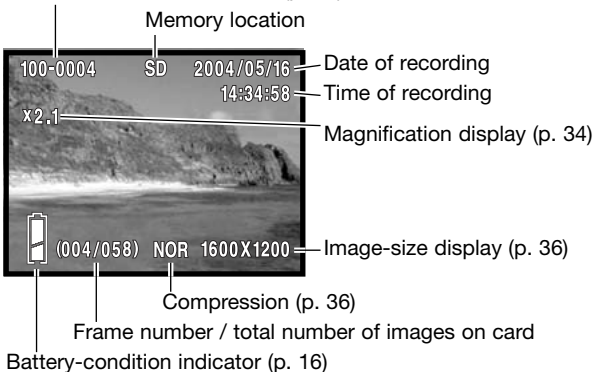 Memory location
100-0004 SD 2004/05/16
Date of recording
14:34:58
Time of recording
x2.1
Magnification display (p. 34)
(004/058) NOR 1600X1200
Image-size display (p. 36)
Compression (p. 36)
Frame number / total number of images on card
Battery-condition indicator (p. 16)